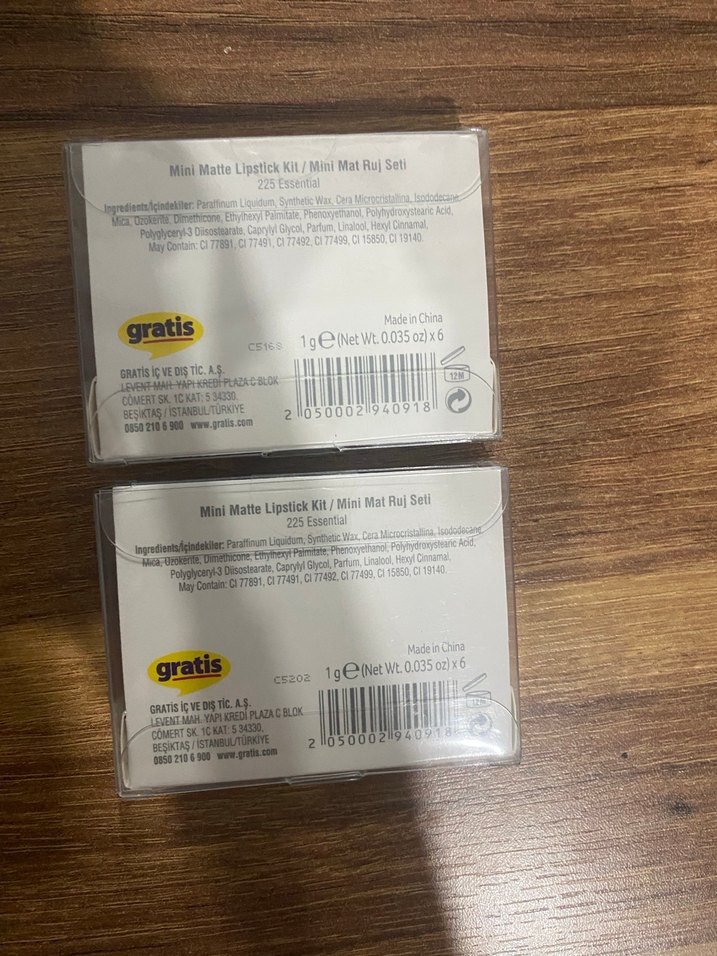 Mini Matte Lipstick Kit / Mini Mat Ruj Seti
225 Essential
Ingredients/İçindekiler: Paraffinum Liquidum, Synthetic Wax, Cera Microcristallina, Isododecane,
Mica, Ozokerite, Dimethicone, Ethylhexyl Palmitate, Phenoxyethanol, Polyhydroxystearic Acid,
Polyglyceryl-3 Diisostearate, Caprylyl Glycol, Parfum, Linalool, Hexyl Cinnamal,
May Contain: CI 77891, CI 77491, CI 77492, CI 77499, CI 15850, CI 19140.
gratis
GRATİS İÇ VE DIŞ TİC. A.Ş.
LEVENT MAH. YAPI KREDİ PLAZA C BLOK
CÖMERT SK. 1C KAT: 5 34330.
BEŞİKTAŞ / İSTANBUL/TÜRKİYE
0850 210 6 900 www.gratis.com
C5168
Made in China
1 g ℮ (Net Wt. 0.035 oz) x 6
12M
2 050002 940918
Mini Matte Lipstick Kit / Mini Mat Ruj Seti
225 Essential
Ingredients/İçindekiler: Paraffinum Liquidum, Synthetic Wax, Cera Microcristallina, Isododecane,
Mica, Ozokerite, Dimethicone, Ethylhexyl Palmitate, Phenoxyethanol, Polyhydroxystearic Acid,
Polyglyceryl-3 Diisostearate, Caprylyl Glycol, Parfum, Linalool, Hexyl Cinnamal,
May Contain: CI 77891, CI 77491, CI 77492, CI 77499, CI 15850, CI 19140.
gratis
GRATİS İÇ VE DIŞ TİC. A.Ş.
LEVENT MAH. YAPI KREDİ PLAZA C BLOK
CÖMERT SK. 1C KAT: 5 34330.
BEŞİKTAŞ / İSTANBUL/TÜRKİYE
0850 210 6 900 www.gratis.com
C5202
Made in China
1 g ℮ (Net Wt. 0.035 oz) x 6
12M
2 050002 940918